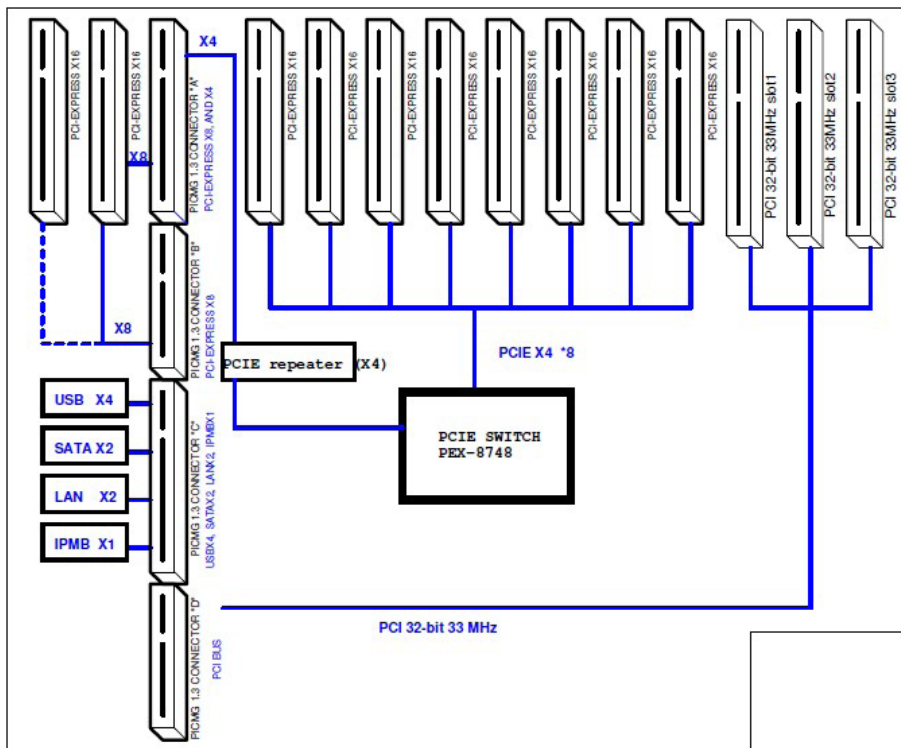 PCI-EXPRESS X16
PCI-EXPRESS X16
PICMG 1.3 CONNECTOR "A"
PCI-EXPRESS X8, AND X4
X4
X8
PCI-EXPRESS X16
PCI-EXPRESS X16
PCI-EXPRESS X16
PCI-EXPRESS X16
PCI-EXPRESS X16
PCI-EXPRESS X16
PCI-EXPRESS X16
PCI-EXPRESS X16
PCI 32-bit 33MHz slot1
PCI 32-bit 33MHz slot2
PCI 32-bit 33MHz slot3
X8
PICMG 1.3 CONNECTOR "B"
PCI-EXPRESS X8
PCIE repeater (X4)
PCIE X4 *8
PCIE SWITCH
PEX-8748
USB X4
SATA X2
LAN X2
IPMB X1
PICMG 1.3 CONNECTOR "C"
USBX4, SATAX2, LANX2, IPMBX1
PICMG 1.3 CONNECTOR "D"
PCI BUS
PCI 32-bit 33 MHz